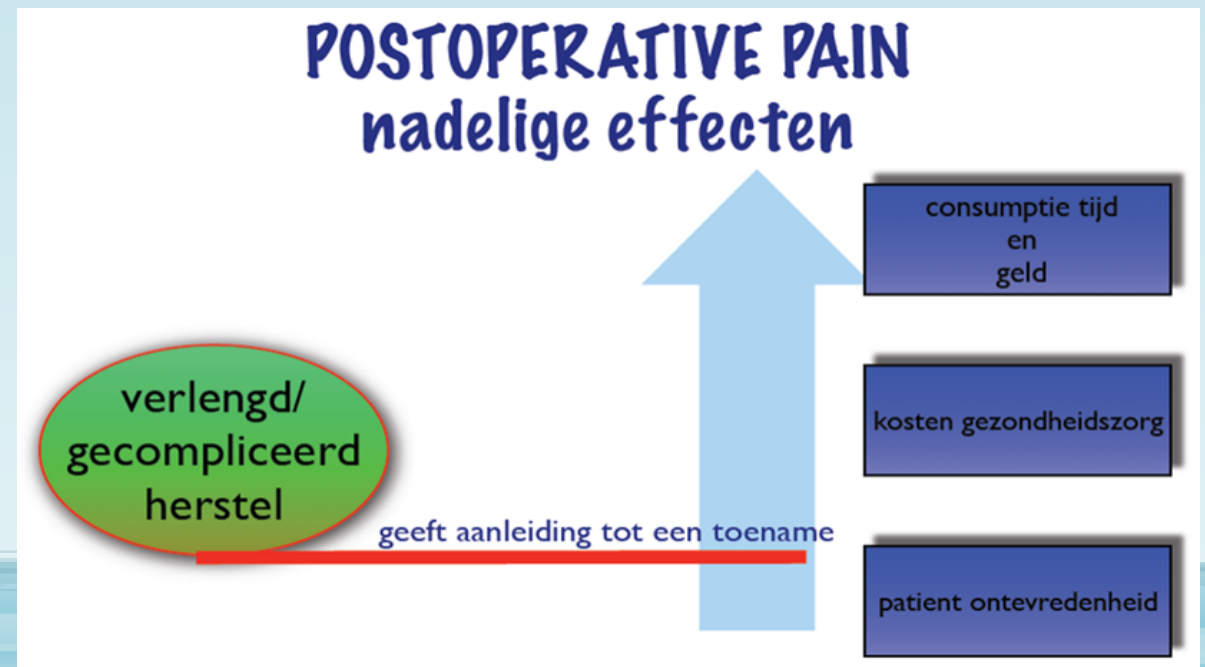 POSTOPERATIVE PAIN
nadelige effecten
consumptie tijd
en
geld
verlengd/
gecompliceerd
herstel
kosten gezondheidszorg
geeft aanleiding tot een toename
patient ontevredenheid